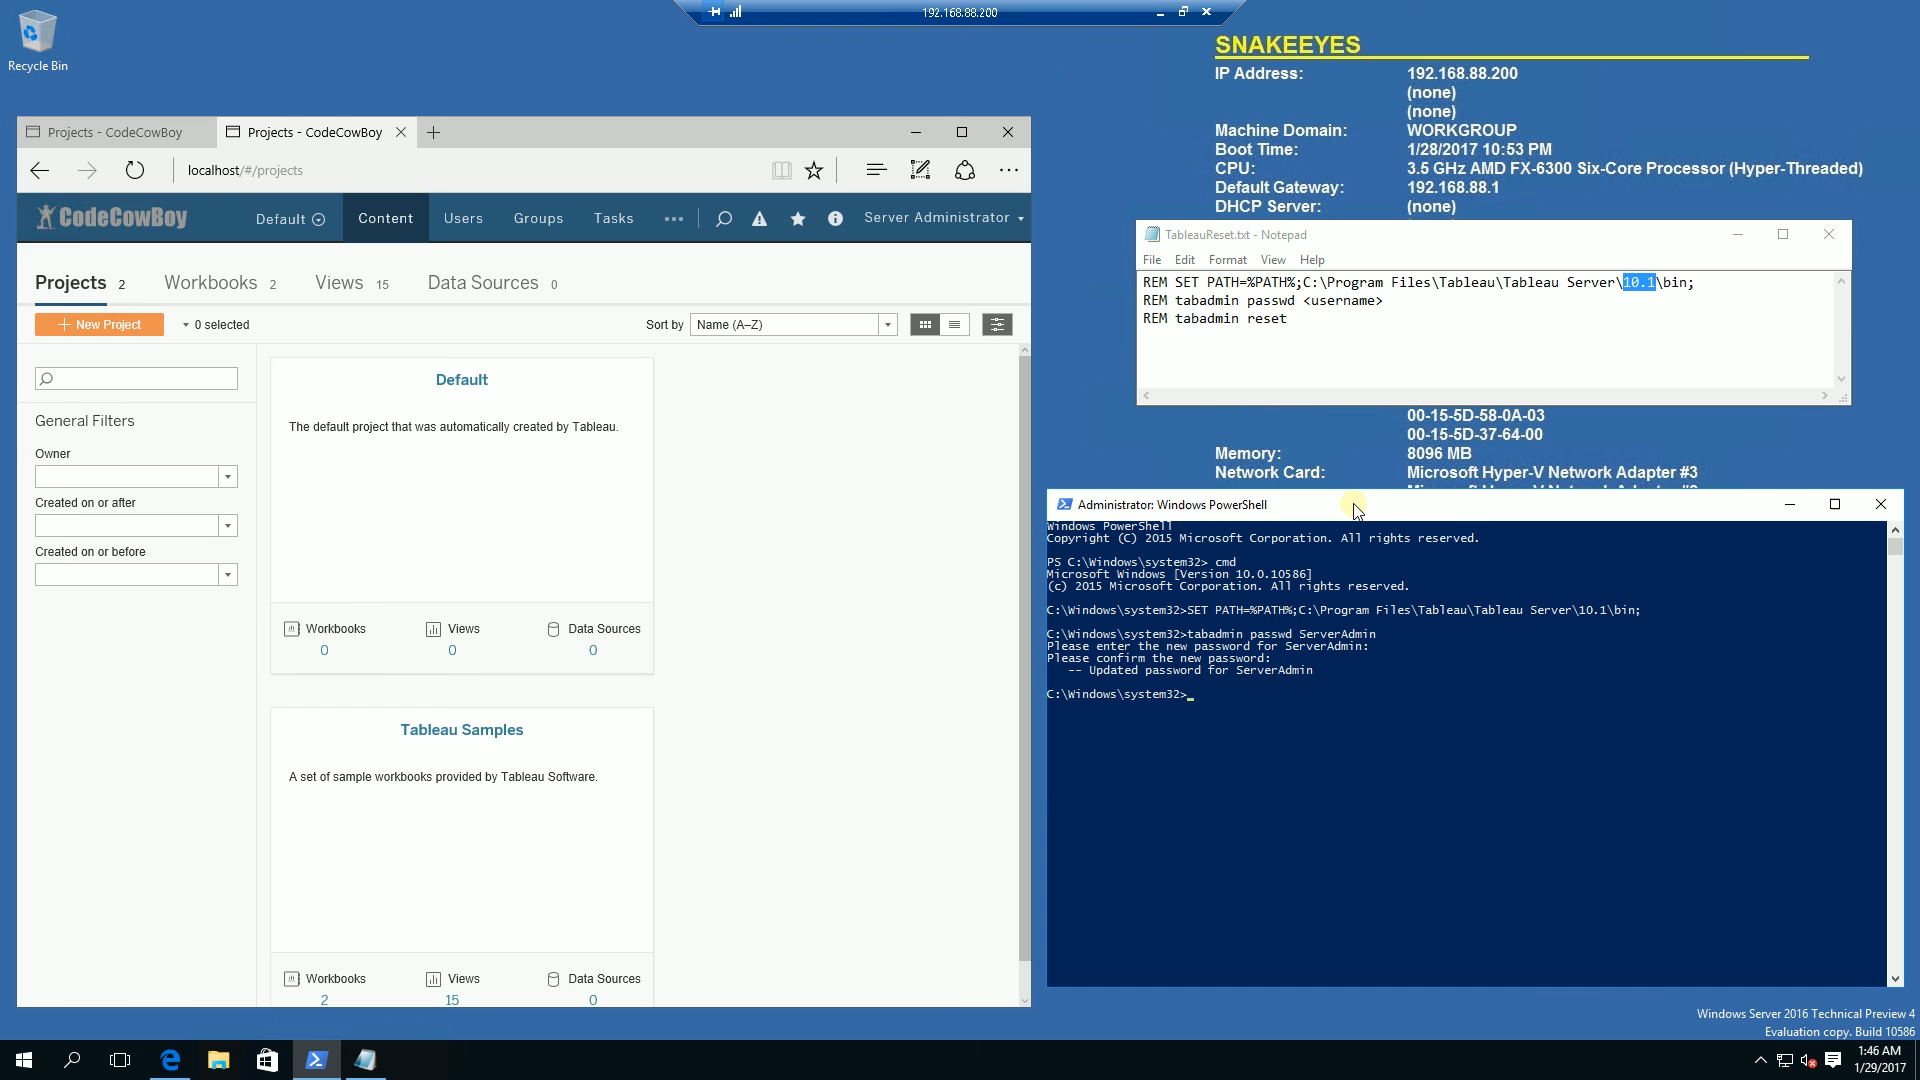 192.168.88.200
Recycle Bin
SNAKEEYES
IP Address: 192.168.88.200
(none)
(none)
Machine Domain: WORKGROUP
Boot Time: 1/28/2017 10:53 PM
CPU: 3.5 GHz AMD FX-6300 Six-Core Processor (Hyper-Threaded)
Default Gateway: 192.168.88.1
DHCP Server: (none)
Projects - CodeCowBoy
Projects - CodeCowBoy
localhost/#/projects
CodeCowBoy
Default
Content
Users
Groups
Tasks
Server Administrator
Projects 2
Workbooks 2
Views 15
Data Sources 0
New Project
0 selected
Sort by
Name (A–Z)
General Filters
Owner
Created on or after
Created on or before
Default
The default project that was automatically created by Tableau.
Workbooks Views Data Sources
0 0 0
Tableau Samples
A set of sample workbooks provided by Tableau Software.
Workbooks Views Data Sources
2 15 0
TableauReset.txt - Notepad
File Edit Format View Help
REM SET PATH=%PATH%;C:\Program Files\Tableau\Tableau Server\10.1\bin;
REM tabadmin passwd <username>
REM tabadmin reset
00-15-5D-58-0A-03
00-15-5D-37-64-00
Memory: 8096 MB
Network Card: Microsoft Hyper-V Network Adapter #3
Administrator: Windows PowerShell
Windows PowerShell
Copyright (C) 2015 Microsoft Corporation. All rights reserved.
PS C:\Windows\system32> cmd
Microsoft Windows [Version 10.0.10586]
(c) 2015 Microsoft Corporation. All rights reserved.
C:\Windows\system32>SET PATH=%PATH%;C:\Program Files\Tableau\Tableau Server\10.1\bin;
C:\Windows\system32>tabadmin passwd ServerAdmin
Please enter the new password for ServerAdmin:
Please confirm the new password:
-- Updated password for ServerAdmin
C:\Windows\system32>_
Windows Server 2016 Technical Preview 4
Evaluation copy. Build 10586
1:46 AM
1/29/2017